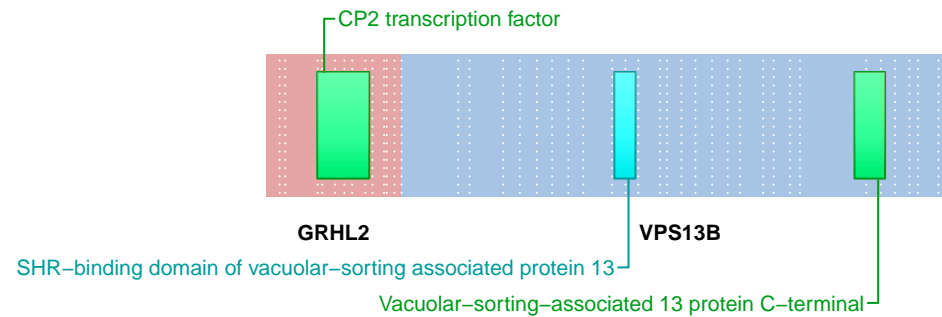 CP2 transcription factor
GRHL2
VPS13B
SHR−binding domain of vacuolar−sorting associated protein 13
Vacuolar−sorting−associated 13 protein C−terminal